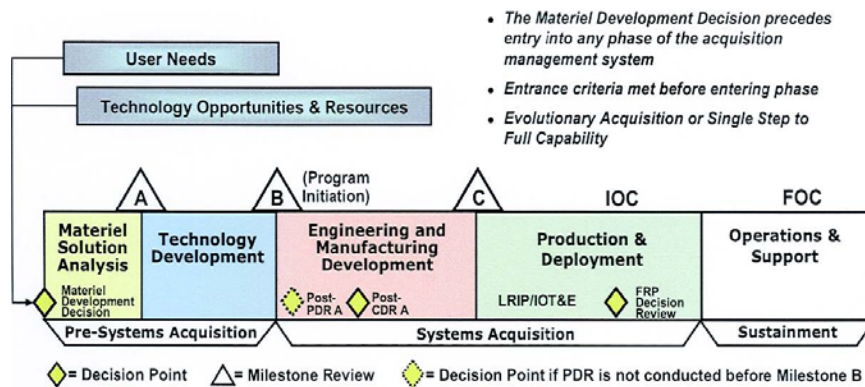 User Needs
Technology Opportunities & Resources
• The Materiel Development Decision precedes
entry into any phase of the acquisition
management system
• Entrance criteria met before entering phase
• Evolutionary Acquisition or Single Step to
Full Capability
A
B
(Program
Initiation)
C
IOC
FOC
Materiel
Solution
Analysis
Technology
Development
Engineering and
Manufacturing
Development
Production &
Deployment
Operations &
Support
Materiel
Development
Decision
Post-
PDR A
Post-
CDR A
LRIP/IOT&E
FRP
Decision
Review
Pre-Systems Acquisition
Systems Acquisition
Sustainment
= Decision Point
= Milestone Review
= Decision Point if PDR is not conducted before Milestone B